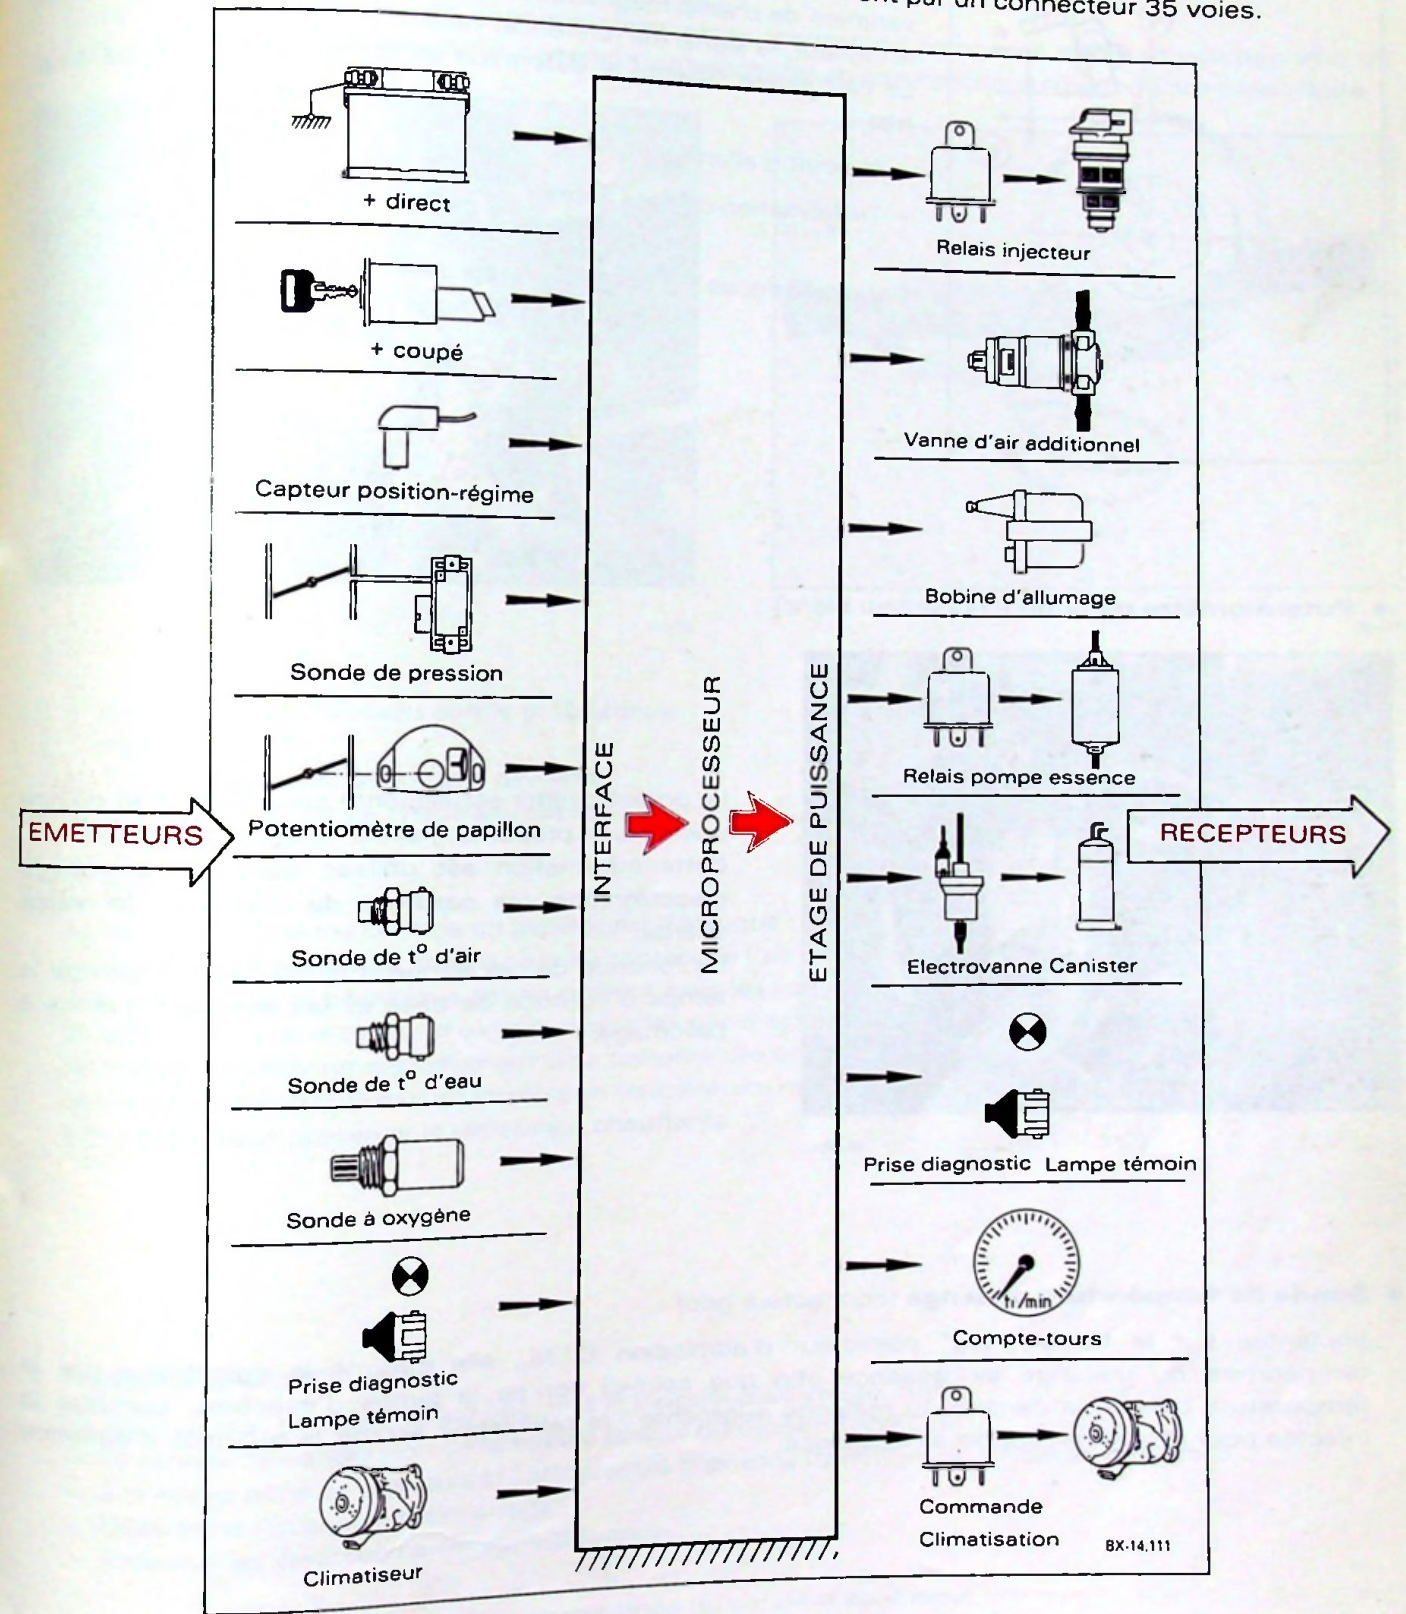 par un connecteur 35 voies.
+ direct
+ coupé
Capteur position-régime
Sonde de pression
Potentiomètre de papillon
EMETTEURS
Sonde de t° d'air
Sonde de t° d'eau
Sonde à oxygène
Prise diagnostic
Lampe témoin
Climatiseur
INTERFACE
MICROPROCESSEUR
ETAGE DE PUISSANCE
Relais injecteur
Vanne d'air additionnel
Bobine d'allumage
Relais pompe essence
RECEPTEURS
Electrovanne Canister
Prise diagnostic Lampe témoin
tr/min
Compte-tours
Commande
Climatisation
BX-14.111